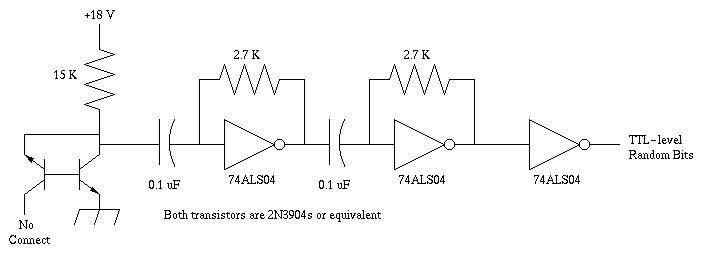 +18 V
15 K
2.7 K
2.7 K
0.1 uF
74ALS04
0.1 uF
74ALS04
74ALS04
TTL-level
Random Bits
No
Connect
Both transistors are 2N3904s or equivalent